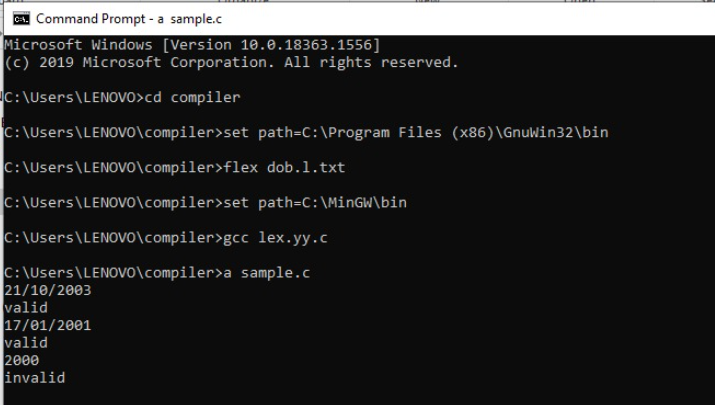 Command Prompt - a sample.c
Microsoft Windows [Version 10.0.18363.1556]
(c) 2019 Microsoft Corporation. All rights reserved.
C:\Users\LENOVO>cd compiler
C:\Users\LENOVO\compiler>set path=C:\Program Files (x86)\GnuWin32\bin
C:\Users\LENOVO\compiler>flex dob.l.txt
C:\Users\LENOVO\compiler>set path=C:\MinGW\bin
C:\Users\LENOVO\compiler>gcc lex.yy.c
C:\Users\LENOVO\compiler>a sample.c
21/10/2003
valid
17/01/2001
valid
2000
invalid